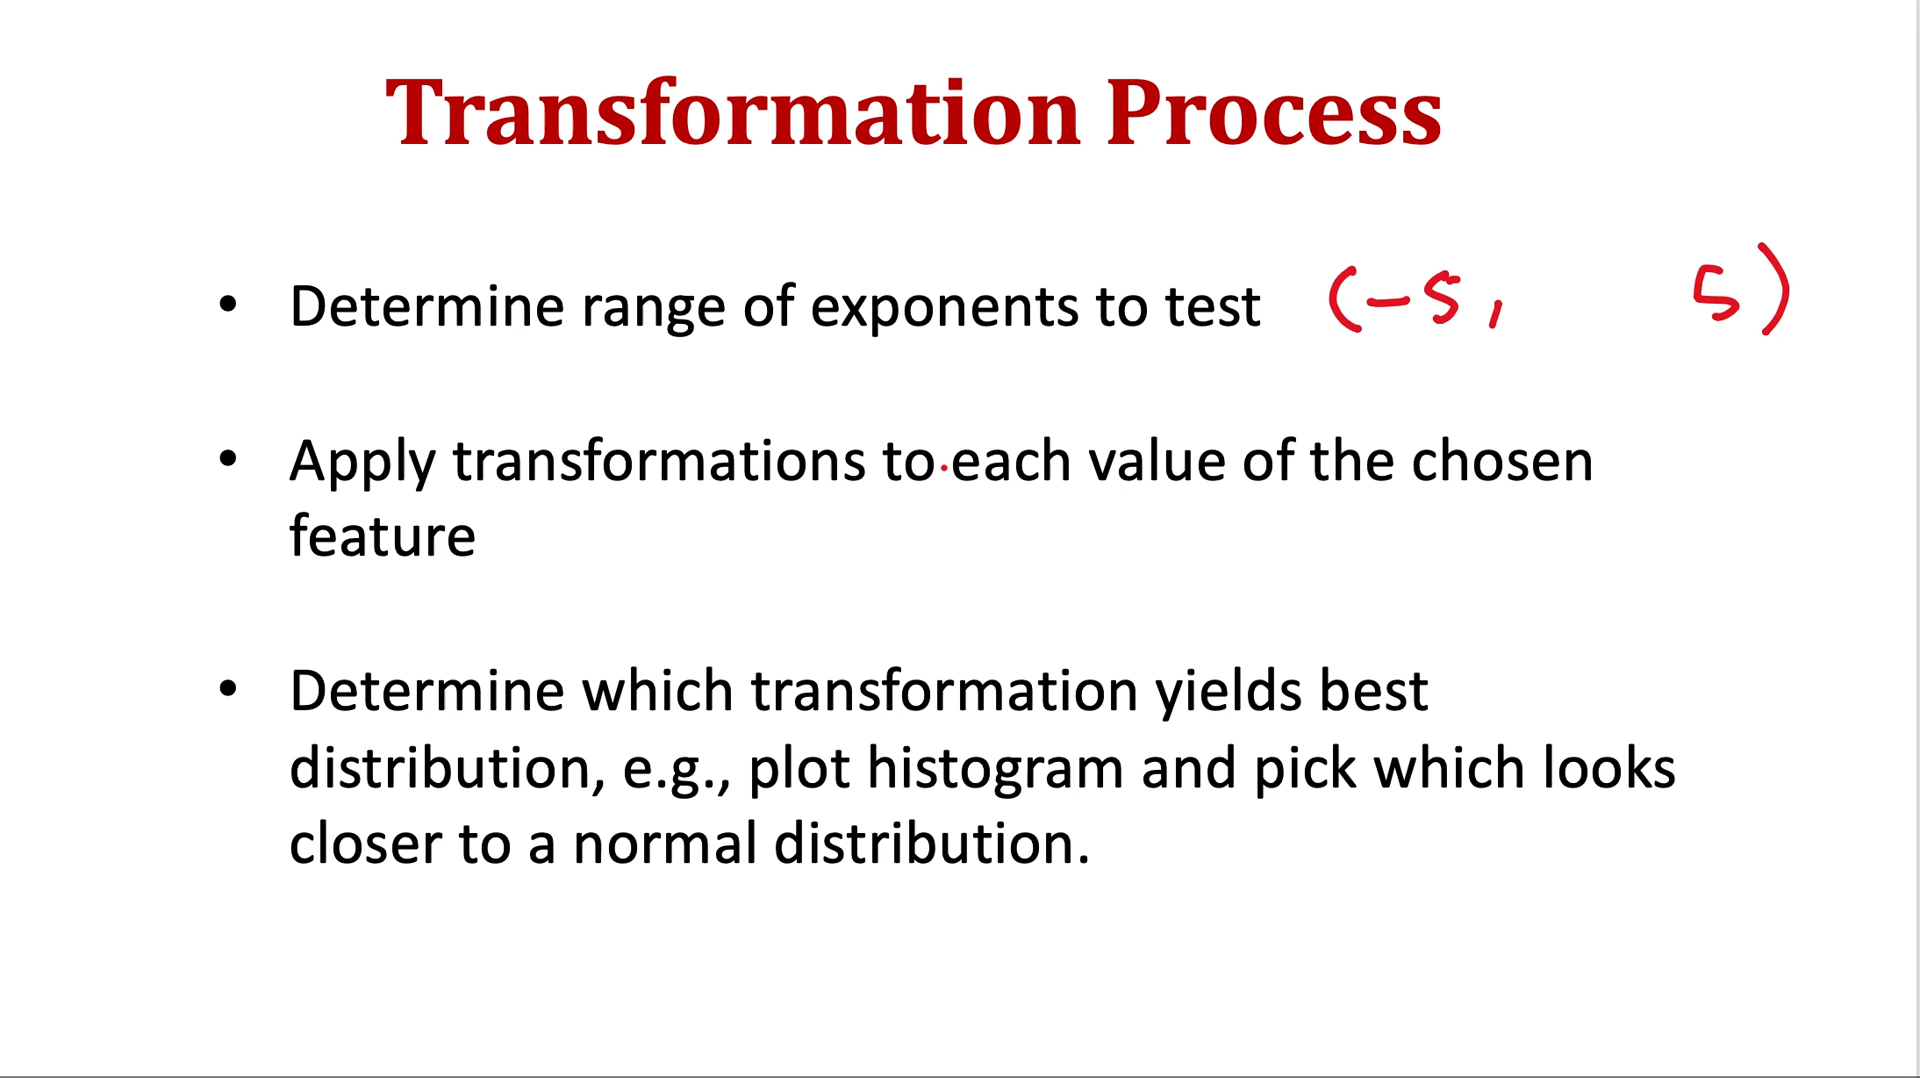 Transformation Process
• Determine range of exponents to test (-5, 5)
• Apply transformations to each value of the chosen
feature
• Determine which transformation yields best
distribution, e.g., plot histogram and pick which looks
closer to a normal distribution.